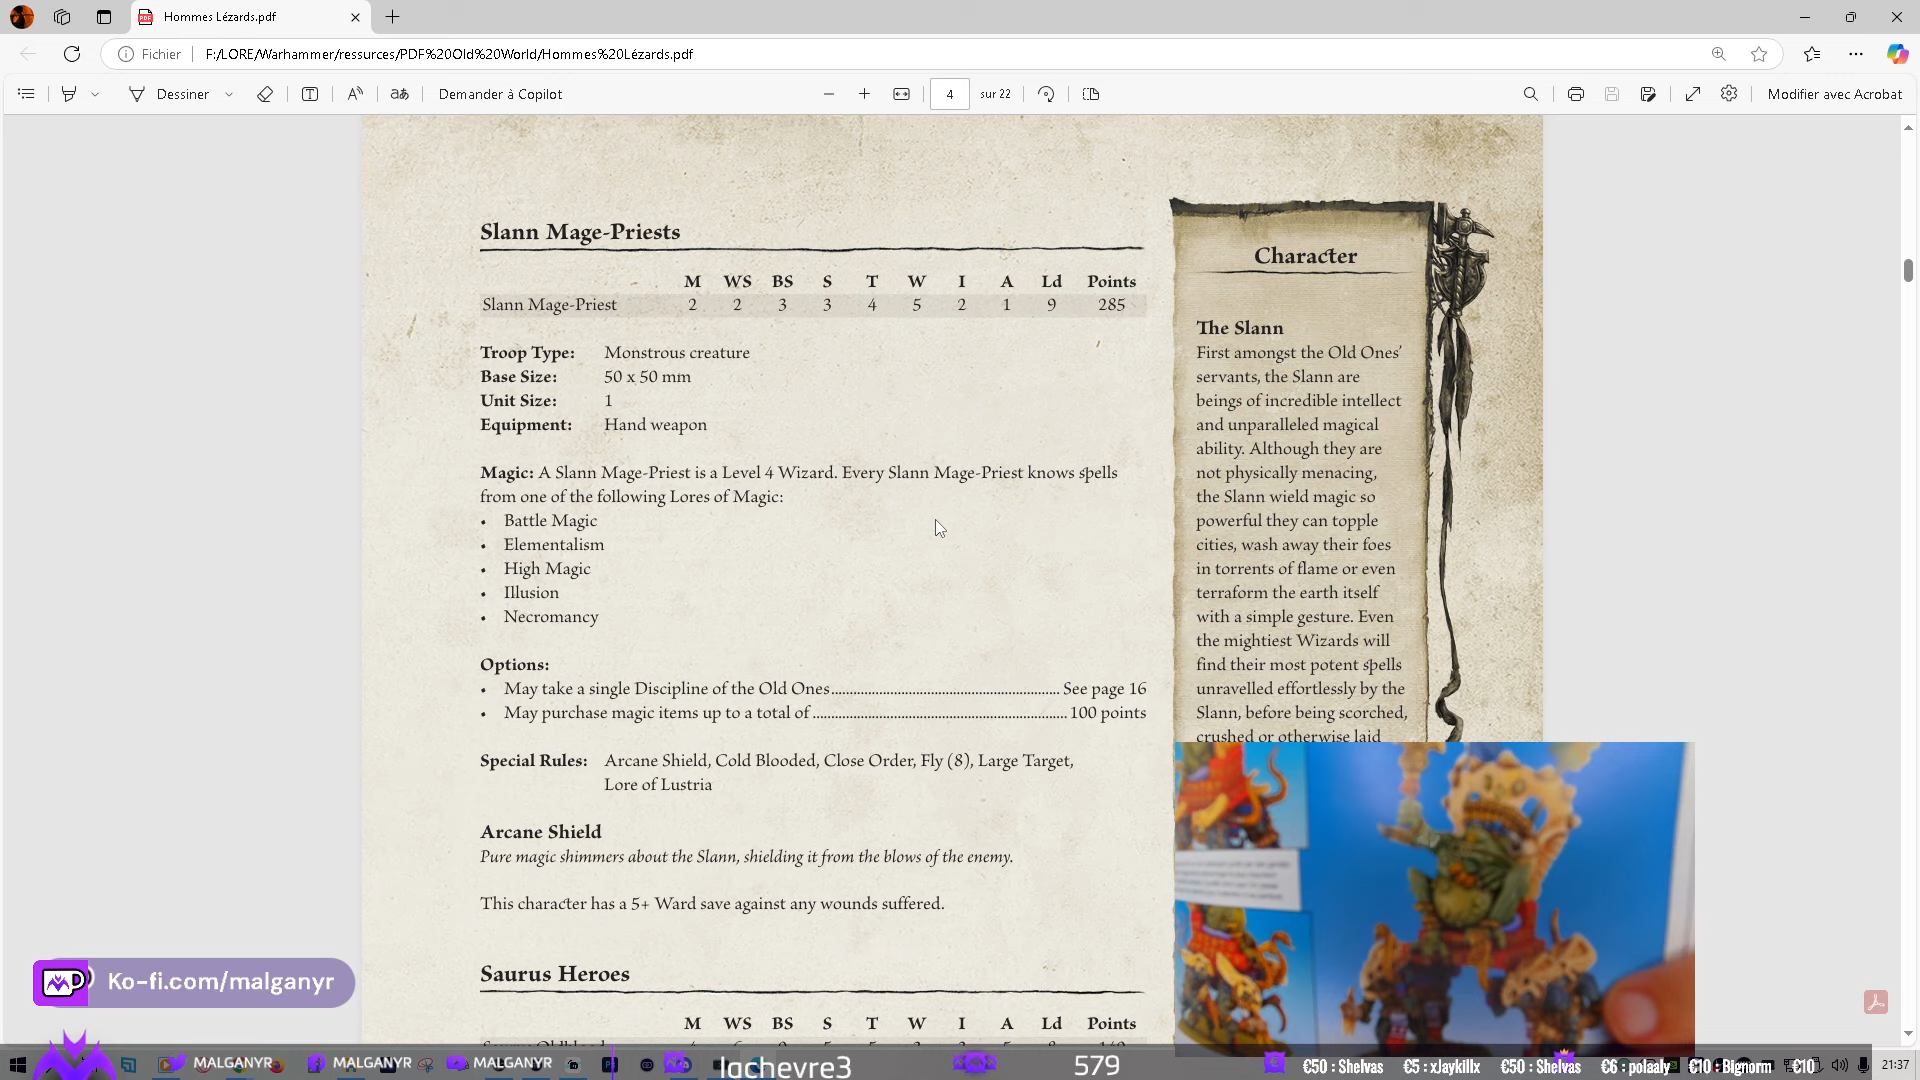 Hommes Lézards.pdf
Fichier
F:/LORE/Warhammer/ressources/PDF%20Old%20World/Hommes%20Lézards.pdf
Dessiner
Demander à Copilot
4
sur 22
Modifier avec Acrobat
Slann Mage-Priests
M WS BS S T W I A Ld Points
Slann Mage-Priest 2 2 3 3 4 5 2 1 9 285
Troop Type: Monstrous creature
Base Size: 50 x 50 mm
Unit Size: 1
Equipment: Hand weapon
Magic: A Slann Mage-Priest is a Level 4 Wizard. Every Slann Mage-Priest knows spells
from one of the following Lores of Magic:
• Battle Magic
• Elementalism
• High Magic
• Illusion
• Necromancy
Options:
• May take a single Discipline of the Old Ones.......... See page 16
• May purchase magic items up to a total of .......... 100 points
Special Rules: Arcane Shield, Cold Blooded, Close Order, Fly (8), Large Target,
Lore of Lustria
Arcane Shield
Pure magic shimmers about the Slann, shielding it from the blows of the enemy.
This character has a 5+ Ward save against any wounds suffered.
Saurus Heroes
M WS BS S T W I A Ld Points
Character
The Slann
First amongst the Old Ones'
servants, the Slann are
beings of incredible intellect
and unparalleled magical
ability. Although they are
not physically menacing,
the Slann wield magic so
powerful they can topple
cities, wash away their foes
in torrents of flame or even
terraform the earth itself
with a simple gesture. Even
the mightiest Wizards will
find their most potent spells
unravelled effortlessly by the
Slann, before being scorched,
crushed or otherwise laid
Ko-fi.com/malganyr
MALGANYR
MALGANYR
MALGANYR
lachevre3
579
€50 : Shelvas
€5 : xJaykillx
€50 : Shelvas
€6 : polaaly
€10 : Bignorm
€10
21:37